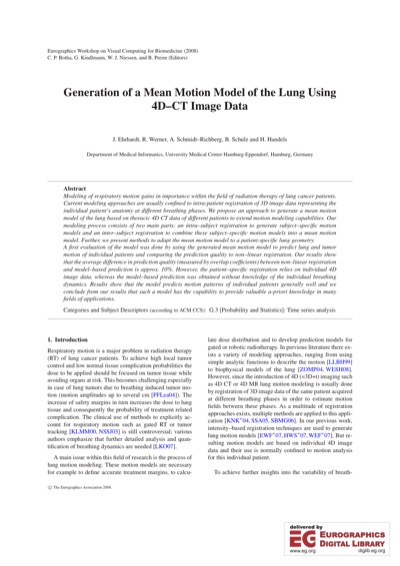 Eurographics Workshop on Visual Computing for Biomedicine (2008)
C. P. Botha, G. Kindlmann, W. J. Niessen, and B. Preim (Editors)
Generation of a Mean Motion Model of the Lung Using
4D–CT Image Data
J. Ehrhardt, R. Werner, A. Schmidt-Richberg, B. Schulz and H. Handels
Department of Medical Informatics, University Medical Center Hamburg-Eppendorf, Hamburg, Germany
Abstract
Modeling of respiratory motion gains in importance within the field of radiation therapy of lung cancer patients.
Current modeling approaches are usually confined to intra-patient registration of 3D image data representing the
individual patient's anatomy at different breathing phases. We propose an approach to generate a mean motion
model of the lung based on thoracic 4D CT data of different patients to extend motion modeling capabilities. Our
modeling process consists of two main parts: an intra-subject registration to generate subject-specific motion
models and an inter-subject registration to combine these subject-specific motion models into a mean motion
model. Further, we present methods to adapt the mean motion model to a patient-specific lung geometry.
A first evaluation of the model was done by using the generated mean motion model to predict lung and tumor
motion of individual patients and comparing the prediction quality to non-linear registration. Our results show
that the average difference in prediction quality (measured by overlap coefficients) between non-linear registration
and model-based prediction is approx. 10%. However, the patient-specific registration relies on individual 4D
image data, whereas the model-based prediction was obtained without knowledge of the individual breathing
dynamics. Results show that the model predicts motion patterns of individual patients generally well and we
conclude from our results that such a model has the capability to provide valuable a-priori knowledge in many
fields of applications.
Categories and Subject Descriptors (according to ACM CCS): G.3 [Probability and Statistics]: Time series analysis
1. Introduction
Respiratory motion is a major problem in radiation therapy
(RT) of lung cancer patients. To achieve high local tumor
control and low normal tissue complication probabilities the
dose to be applied should be focused on tumor tissue while
avoiding organs at risk. This becomes challenging especially
in case of lung tumors due to breathing induced tumor mo-
tion (motion amplitudes up to several cm [PFLea04]). The
increase of safety margins in turn increases the dose to lung
tissue and consequently the probability of treatment related
complication. The clinical use of methods to explicitly ac-
count for respiratory motion such as gated RT or tumor
tracking [KLMM00, NSSJ03] is still controversial; various
authors emphasize that further detailed analysis and quan-
tification of breathing dynamics are needed [LKO07].
A main issue within this field of research is the process of
lung motion modeling. These motion models are necessary
for example to define accurate treatment margins, to calcu-
© The Eurographics Association 2008.
late dose distribution and to develop prediction models for
gated or robotic radiotherapy. In previous literature there ex-
ists a variety of modeling approaches, ranging from using
simple analytic functions to describe the motion [LLBH99]
to biophysical models of the lung [ZOMP04, WESH08].
However, since the introduction of 4D (=3D+t) imaging such
as 4D CT or 4D MR lung motion modeling is usually done
by registration of 3D image data of the same patient acquired
at different breathing phases in order to estimate motion
fields between these phases. As a multitude of registration
approaches exists, multiple methods are applied to this appli-
cation [KNK*04, SSA05, SBMG06]. In our previous work,
intensity–based registration techniques are used to generate
lung motion models [EWF*07, HWS*07, WEF*07]. But re-
sulting motion models are based on individual 4D image
data and their use is normally confined to motion analysis
for this individual patient.
To achieve further insights into the variability of breath-
delivered by
EG EUROGRAPHICS
DIGITAL LIBRARY
www.eg.org diglib.eg.org